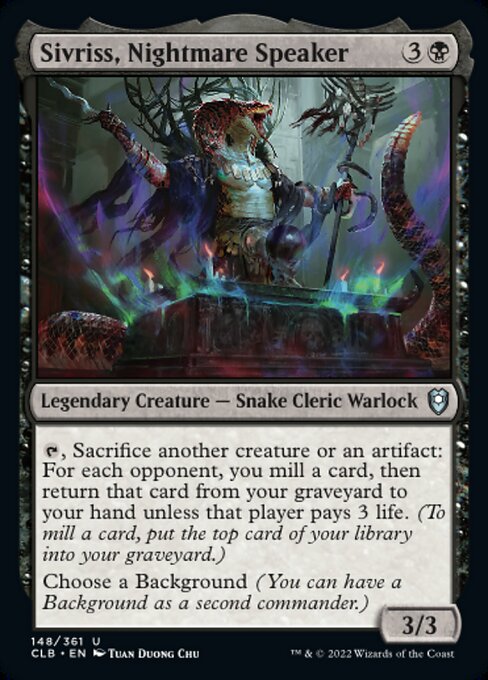 Sivriss, Nightmare Speaker 3
Legendary Creature — Snake Cleric Warlock
, Sacrifice another creature or an artifact:
For each opponent, you mill a card, then
return that card from your graveyard to
your hand unless that player pays 3 life. (To
mill a card, put the top card of your library
into your graveyard.)
Choose a Background (You can have a
Background as a second commander.)
3/3
148/361 U
CLB • EN Tuan Duong Chu
™ & © 2022 Wizards of the Coast